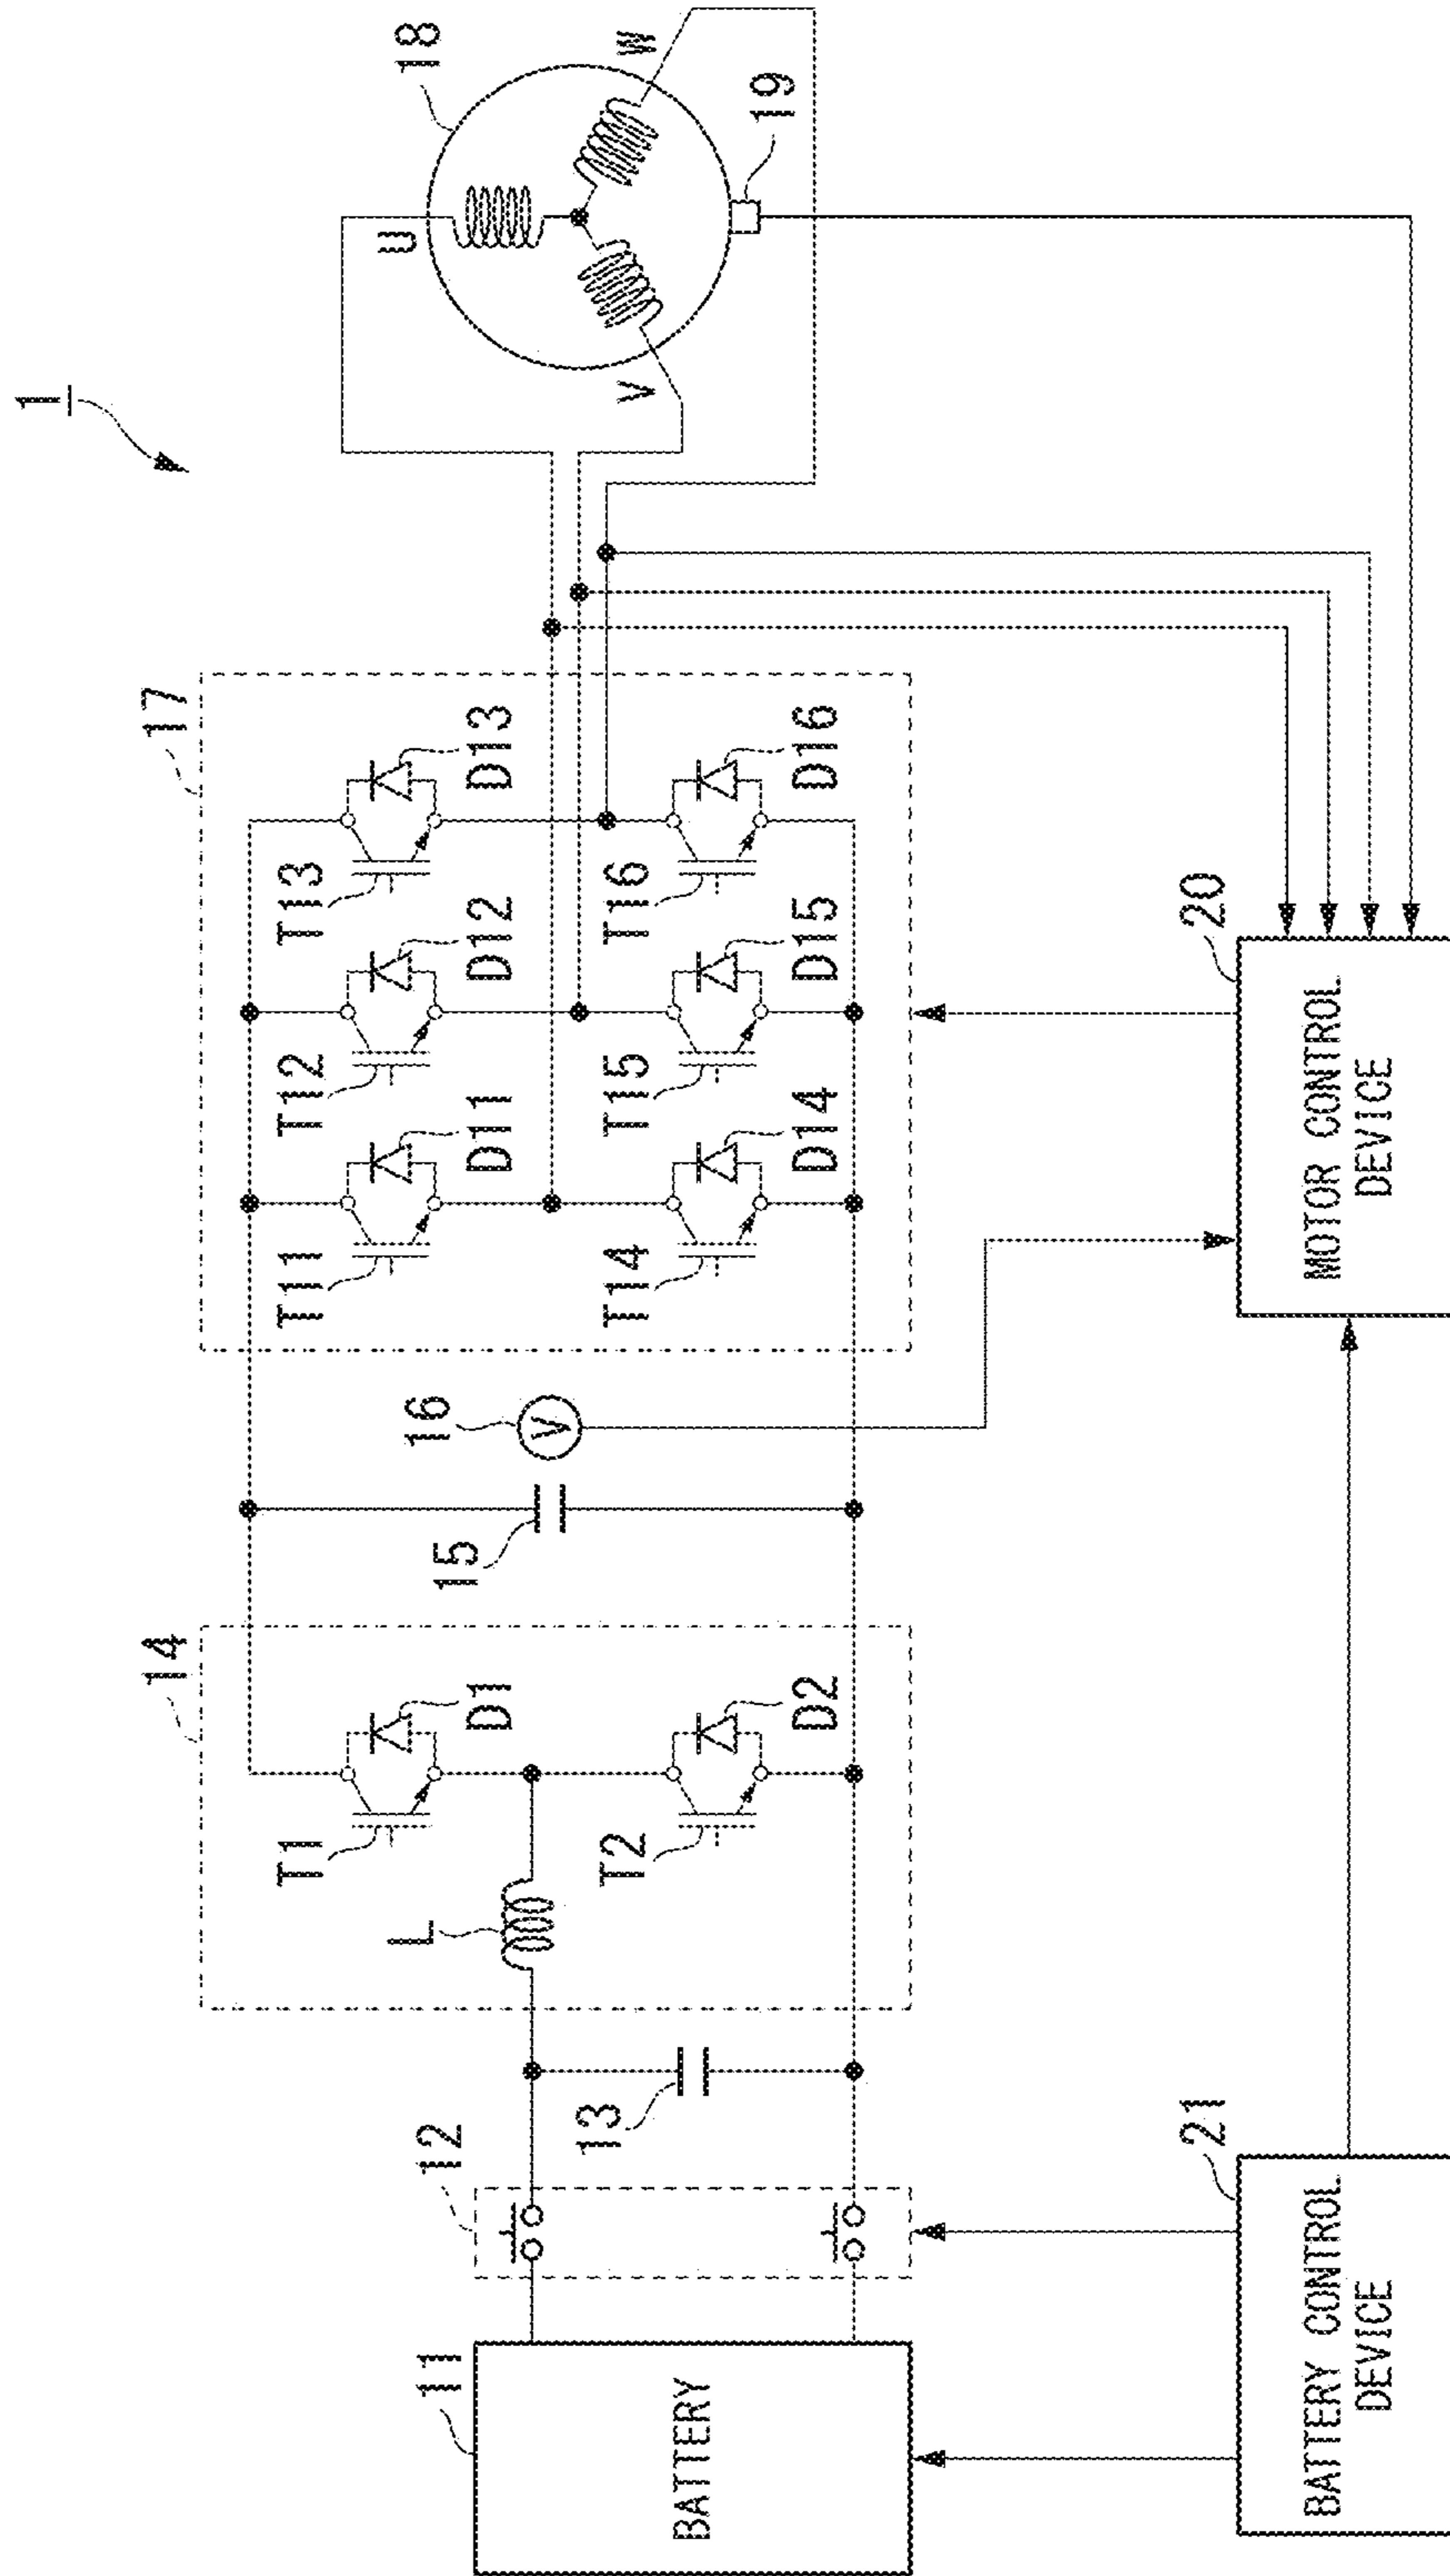 1
11
BATTERY
12
13
14
L
T1
D1
T2
D2
15
16
V
17
T11
D11
T12
D12
T13
D13
T14
D14
T15
D15
T16
D16
18
U
V
W
19
20
MOTOR CONTROL
DEVICE
21
BATTERY CONTROL
DEVICE